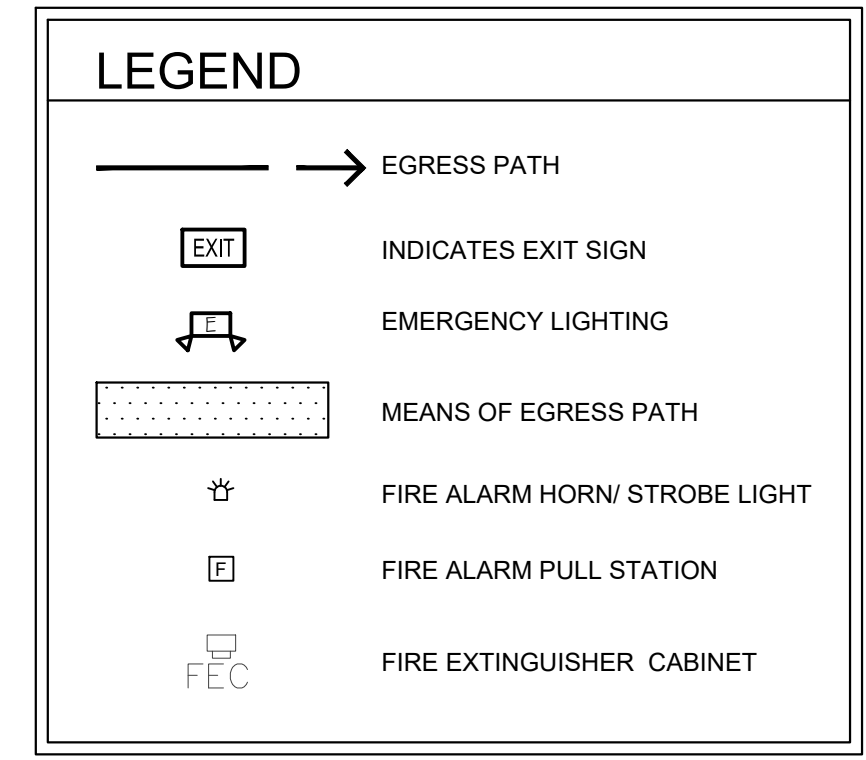 LEGEND
EGRESS PATH
EXIT INDICATES EXIT SIGN
E EMERGENCY LIGHTING
MEANS OF EGRESS PATH
FIRE ALARM HORN/ STROBE LIGHT
F FIRE ALARM PULL STATION
FEC FIRE EXTINGUISHER CABINET